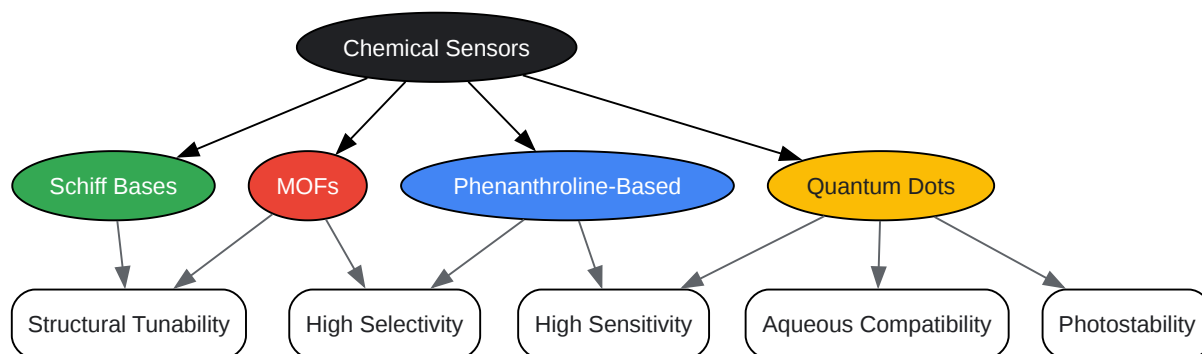 Chemical Sensors
Schiff Bases
MOFs
Phenanthroline-Based
Quantum Dots
Structural Tunability
High Selectivity
High Sensitivity
Aqueous Compatibility
Photostability